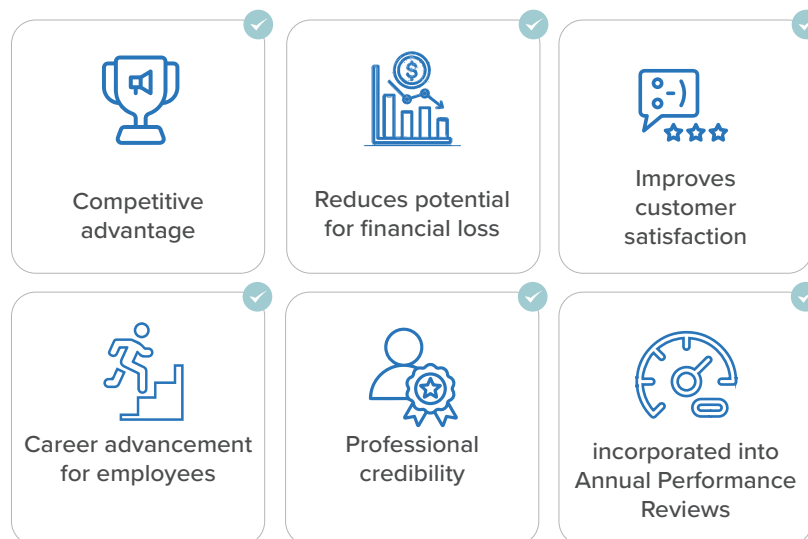 Competitive
advantage
Reduces potential
for financial loss
Improves
customer
satisfaction
Career advancement
for employees
Professional
credibility
incorporated into
Annual Performance
Reviews